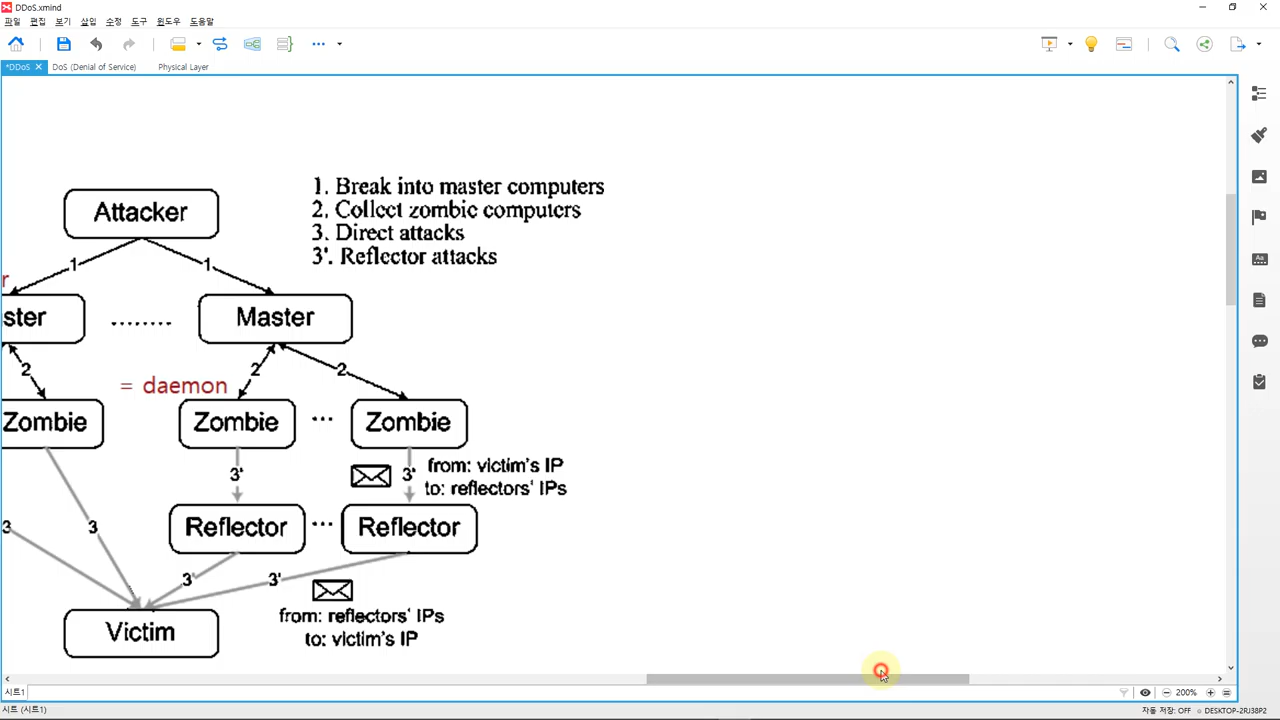 DDoS.xmind
파일 편집 보기 삽입 수정 도구 윈도우 도움말
*DDoS DoS (Denial of Service) Physical Layer
1. Break into master computers
2. Collect zombie computers
3. Direct attacks
3'. Reflector attacks
Attacker
1 1
r
ster ........ Master
2 2 2
= daemon
Zombie Zombie ... Zombie
3' 3' from: victim's IP
to: reflectors' IPs
3 3 Reflector ... Reflector
3' 3'
from: reflectors' IPs
to: victim's IP
Victim
시트1
200%
시트 (시트1)
자동 저장: OFF DESKTOP-2RJ38P2